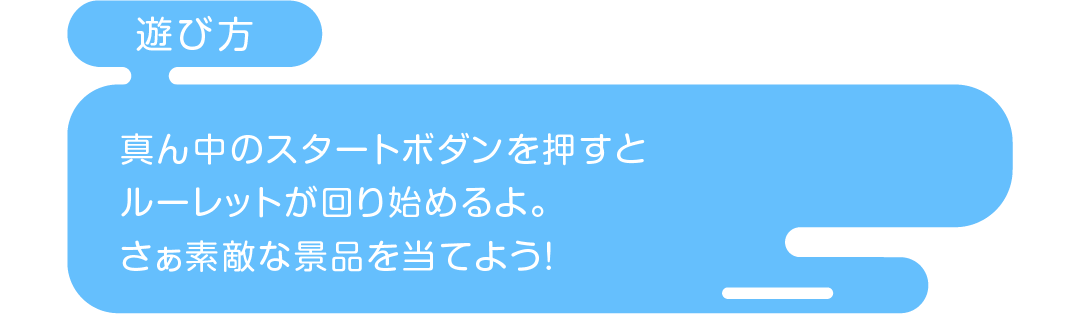 遊び方
真ん中のスタートボダンを押すと
ルーレットが回り始めるよ。
さぁ素敵な景品を当てよう!